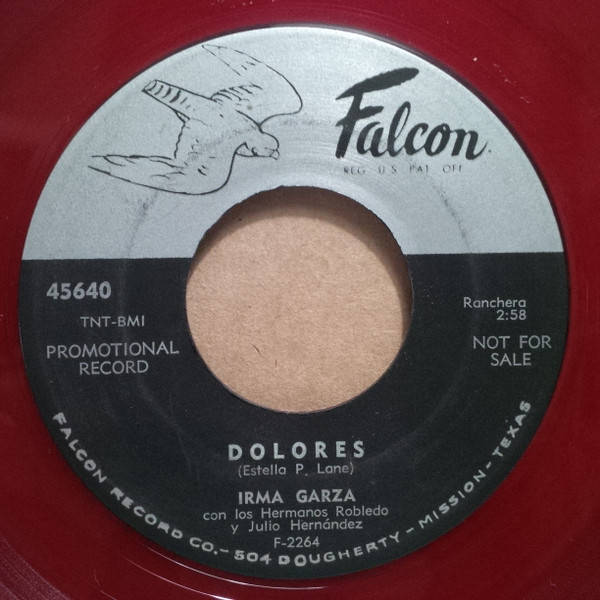 Falcon.
REG. U.S. PAT. OFF
45640
TNT-BMI
PROMOTIONAL
RECORD
Ranchera
2:58
NOT FOR
SALE
DOLORES
(Estella P. Lane)
IRMA GARZA
con los Hermanos Robledo
y Julio Hernández
F-2264
FALCON RECORD CO.- 504 DOUGHERTY - MISSION - TEXAS